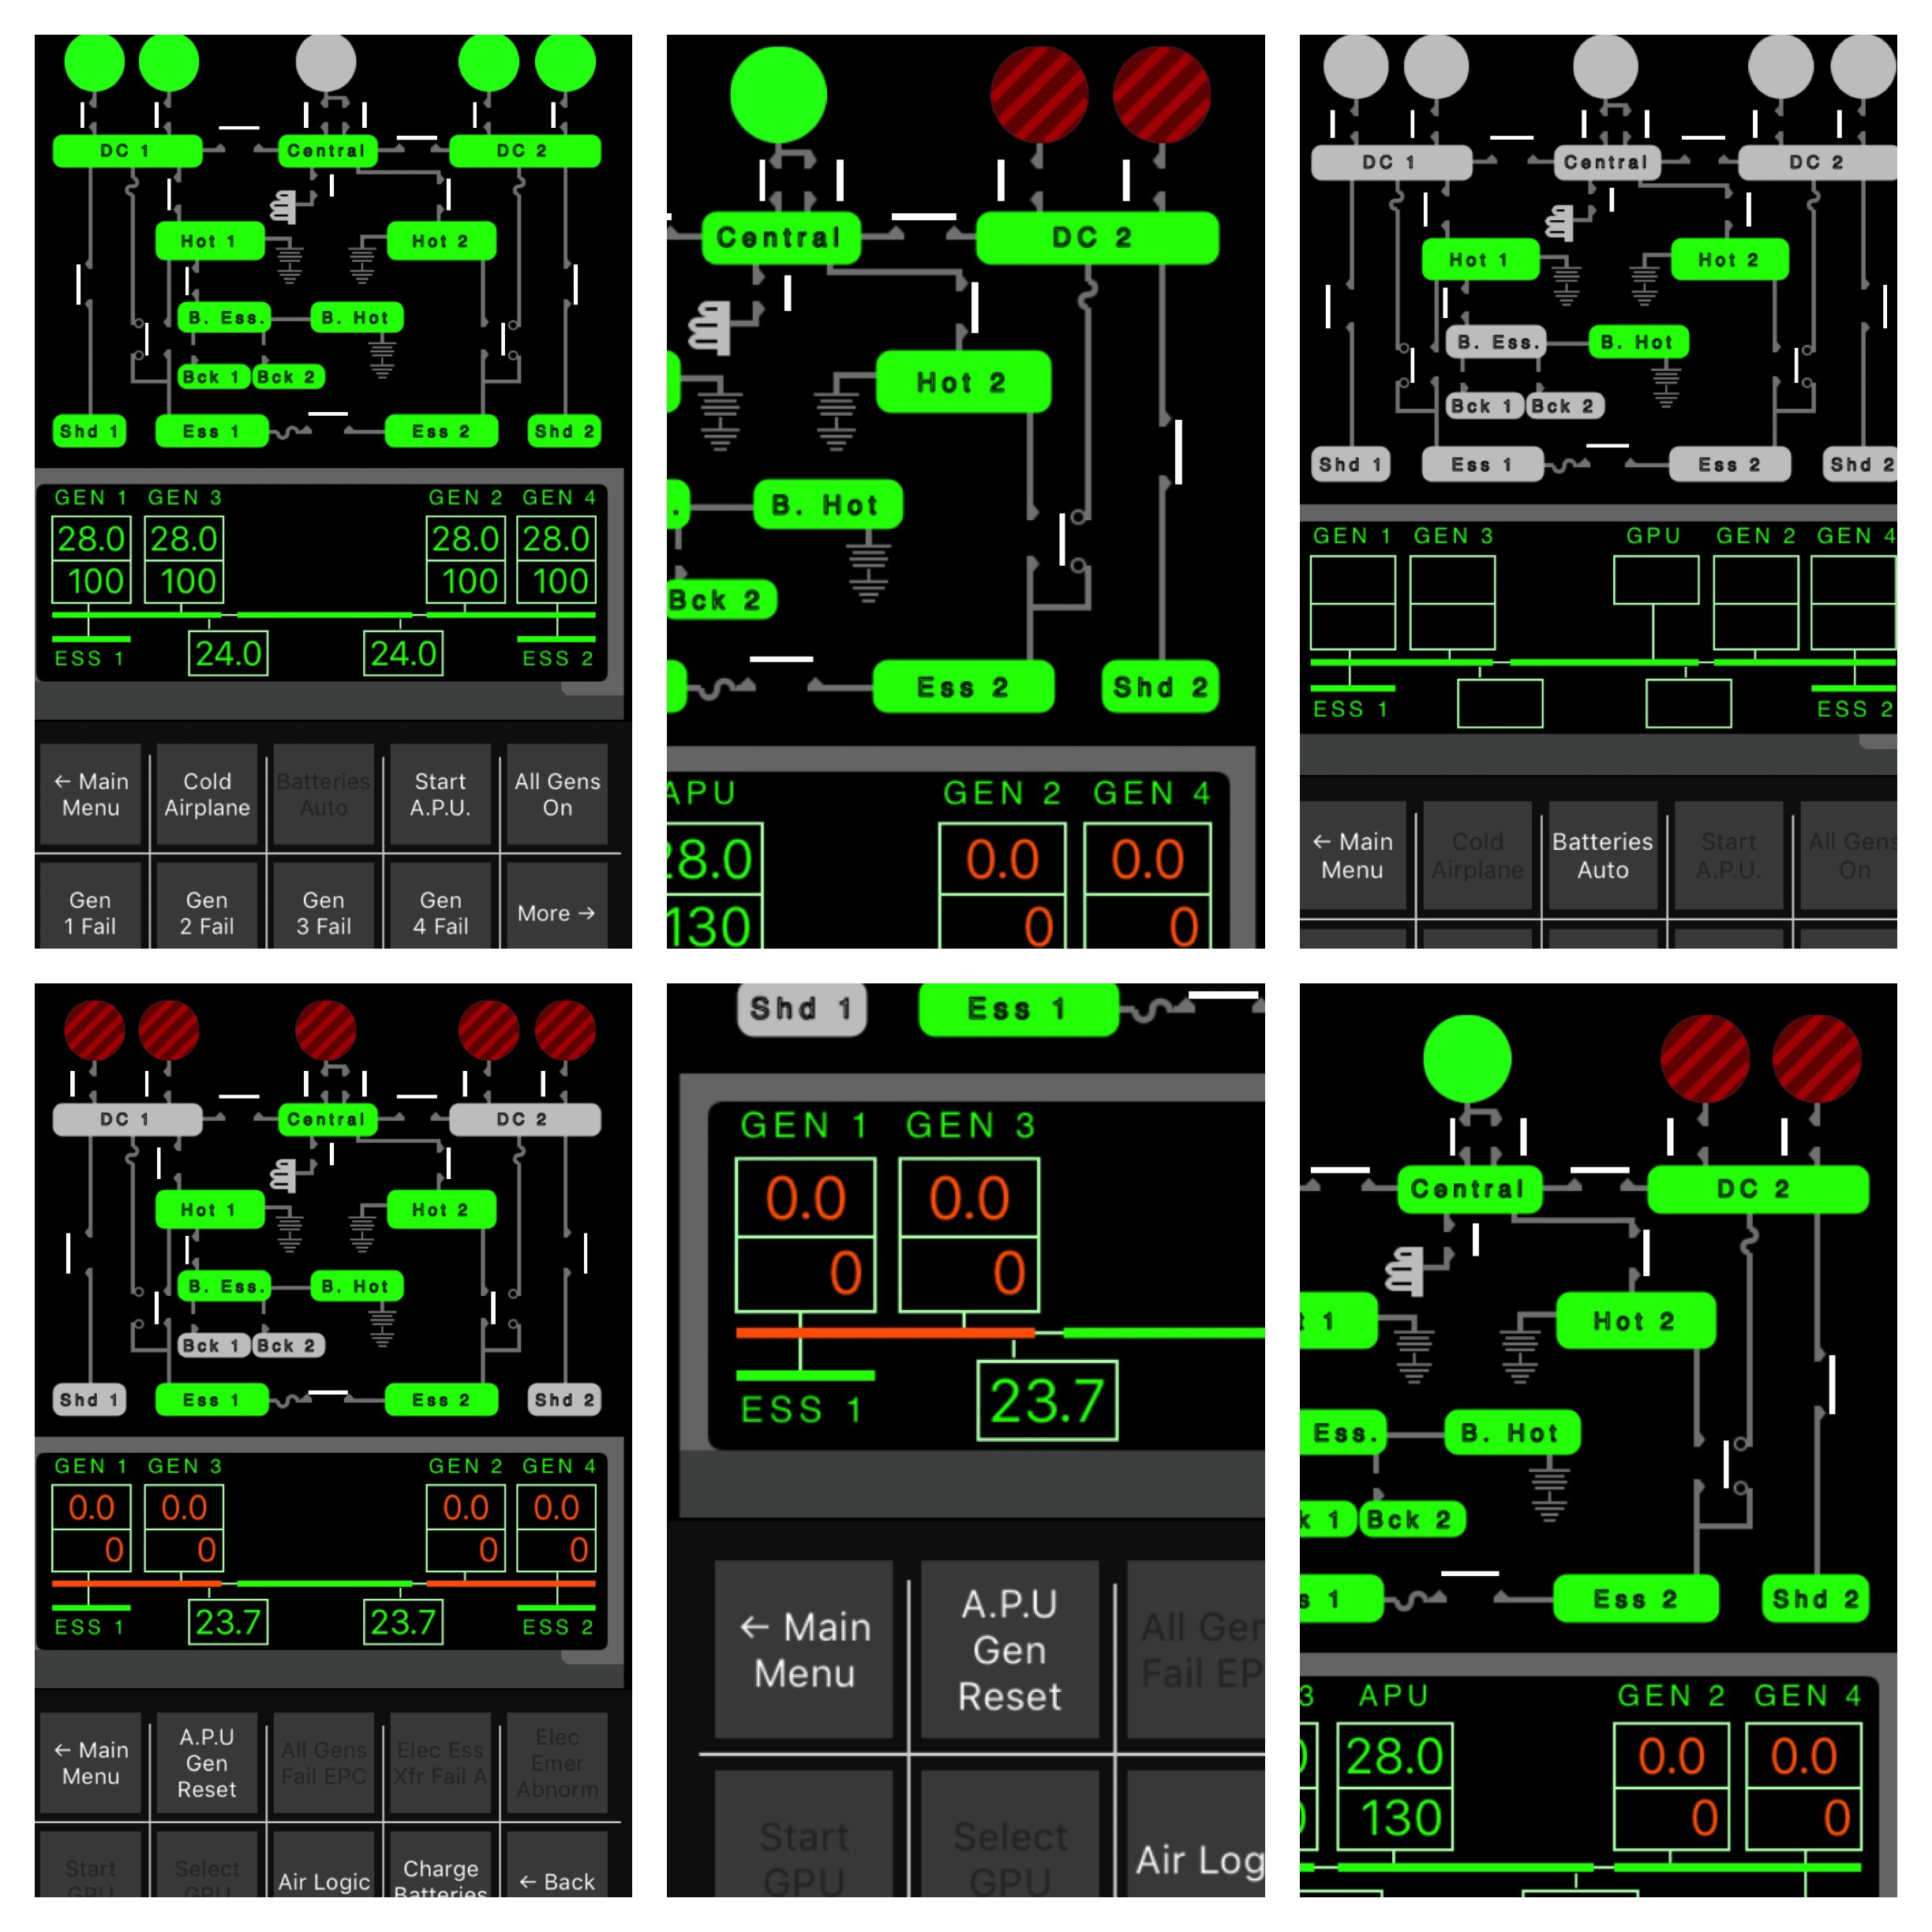 DC 1 Central DC 2
Hot 1 Hot 2
B. Ess. B. Hot
Bck 1 Bck 2
Shd 1 Ess 1 Ess 2 Shd 2
GEN 1 GEN 3 GEN 2 GEN 4
28.0 28.0 28.0 28.0
100 100 100 100
ESS 1 24.0 24.0 ESS 2
← Main Menu
Cold Airplane
Batteries Auto
Start A.P.U.
All Gens On
Gen 1 Fail
Gen 2 Fail
Gen 3 Fail
Gen 4 Fail
More →
Central DC 2
Hot 2
B. Hot
Bck 2
Ess 2 Shd 2
APU GEN 2 GEN 4
8.0 0.0 0.0
130 0 0
DC 1 Central DC 2
Hot 1 Hot 2
B. Ess. B. Hot
Bck 1 Bck 2
Shd 1 Ess 1 Ess 2 Shd 2
GEN 1 GEN 3 GPU GEN 2 GEN 4
ESS 1 ESS 2
← Main Menu
Cold Airplane
Batteries Auto
Start A.P.U.
All Gens On
DC 1 Central DC 2
Hot 1 Hot 2
B. Ess. B. Hot
Bck 1 Bck 2
Shd 1 Ess 1 Ess 2 Shd 2
GEN 1 GEN 3 GEN 2 GEN 4
0.0 0.0 0.0 0.0
0 0 0 0
ESS 1 23.7 23.7 ESS 2
← Main Menu
A.P.U Gen Reset
All Gens Fail EPC
Elec Ess Xfr Fail A
Elec Emer Abnorm
Start GPU
Select GPU
Air Logic
Charge Batteries
← Back
Shd 1 Ess 1
GEN 1 GEN 3
0.0 0.0
0 0
ESS 1 23.7
← Main Menu
A.P.U Gen Reset
All Gen
Fail EP
Start GPU
Select GPU
Air Log
Central DC 2
1 Hot 2
Ess. B. Hot
k 1 Bck 2
s 1 Ess 2 Shd 2
3 APU GEN 2 GEN 4
28.0 0.0 0.0
130 0 0